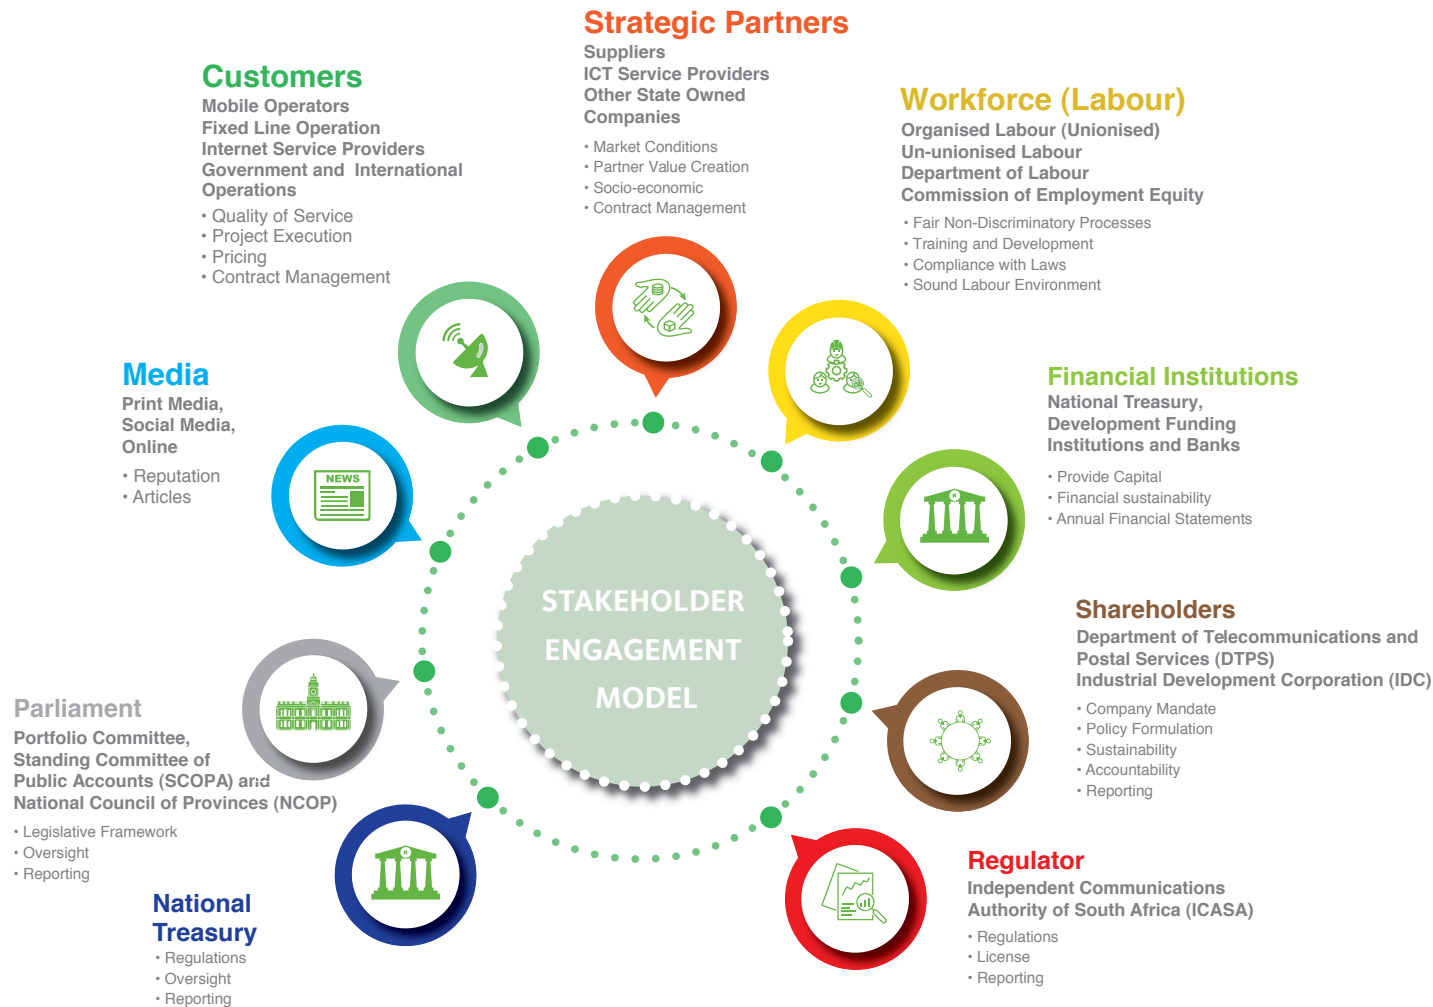 Strategic Partners
Suppliers
ICT Service Providers
Other State Owned
Companies
• Market Conditions
• Partner Value Creation
• Socio-economic
• Contract Management
Customers
Mobile Operators
Fixed Line Operation
Internet Service Providers
Government and International
Operations
• Quality of Service
• Project Execution
• Pricing
• Contract Management
Workforce (Labour)
Organised Labour (Unionised)
Un-unionised Labour
Department of Labour
Commission of Employment Equity
• Fair Non-Discriminatory Processes
• Training and Development
• Compliance with Laws
• Sound Labour Environment
Media
Print Media,
Social Media,
Online
• Reputation
• Articles
NEWS
Financial Institutions
National Treasury,
Development Funding
Institutions and Banks
• Provide Capital
• Financial sustainability
• Annual Financial Statements
R
STAKEHOLDER
ENGAGEMENT
MODEL
Shareholders
Department of Telecommunications and
Postal Services (DTPS)
Industrial Development Corporation (IDC)
• Company Mandate
• Policy Formulation
• Sustainability
• Accountability
• Reporting
Parliament
Portfolio Committee,
Standing Committee of
Public Accounts (SCOPA) and
National Council of Provinces (NCOP)
• Legislative Framework
• Oversight
• Reporting
R
National
Treasury
• Regulations
• Oversight
• Reporting
Regulator
Independent Communications
Authority of South Africa (ICASA)
• Regulations
• License
• Reporting